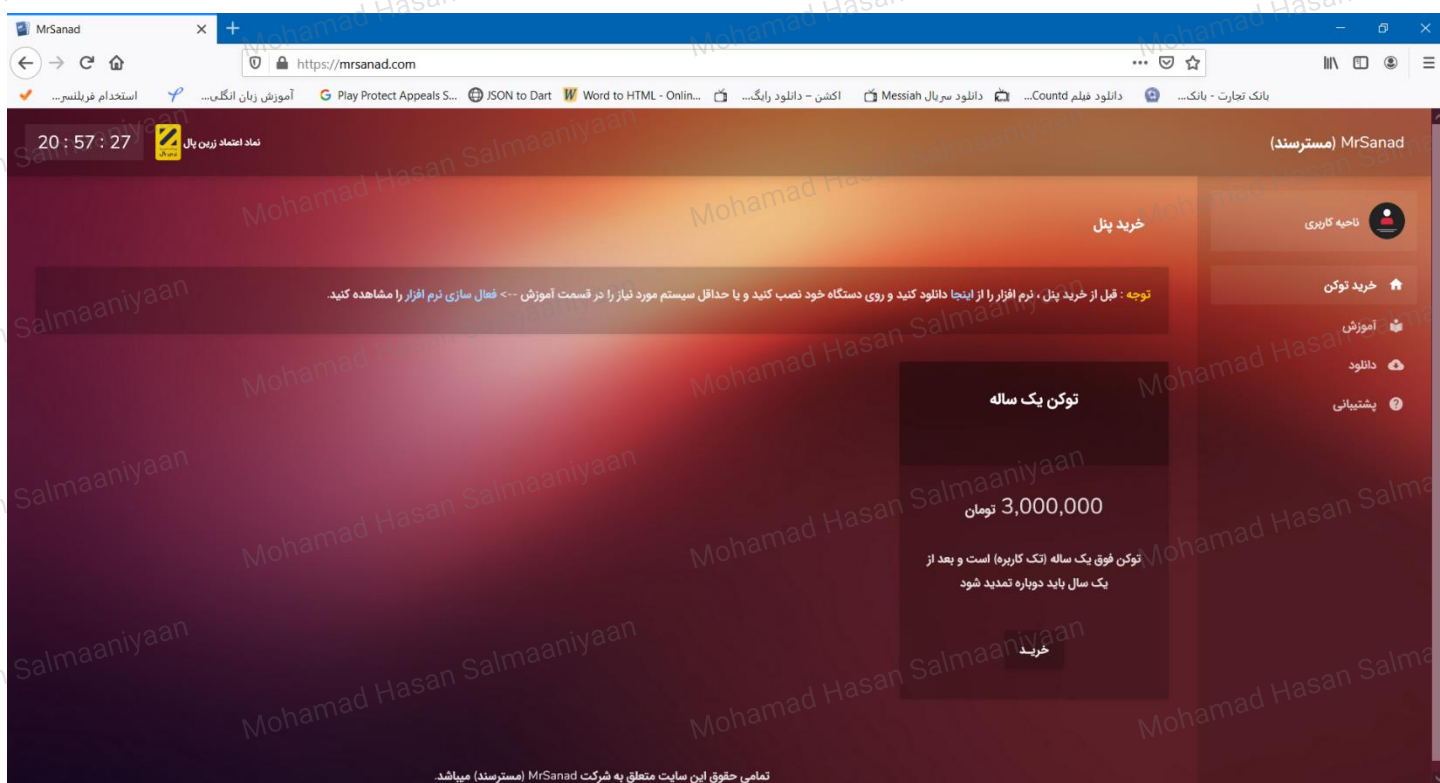 MrSanad
https://mrsanad.com
استخدام فریلنسر...
آموزش زبان انگلی...
Play Protect Appeals S...
JSON to Dart
Word to HTML - Onlin...
اکشن – دانلود رایگ...
دانلود سریال Messiah
دانلود فیلم Countd...
بانک تجارت - بانک...
MrSanad (مسترسند)
نماد اعتماد زرین پال
20 : 57 : 27
ناحیه کاربری
خرید توکن
آموزش
دانلود
پشتیبانی
خرید پنل
توجه : قبل از خرید پنل ، نرم افزار را از اینجا دانلود کنید و روی دستگاه خود نصب کنید و یا حداقل سیستم مورد نیاز را در قسمت آموزش --> فعال سازی نرم افزار را مشاهده کنید.
توکن یک ساله
3,000,000 تومان
توکن فوق یک ساله (تک کاربره) است و بعد از
یک سال باید دوباره تمدید شود
خریـد
تمامی حقوق این سایت متعلق به شرکت MrSanad (مسترسند) میباشد.
Mohamad Hasan Salmaaniyaan